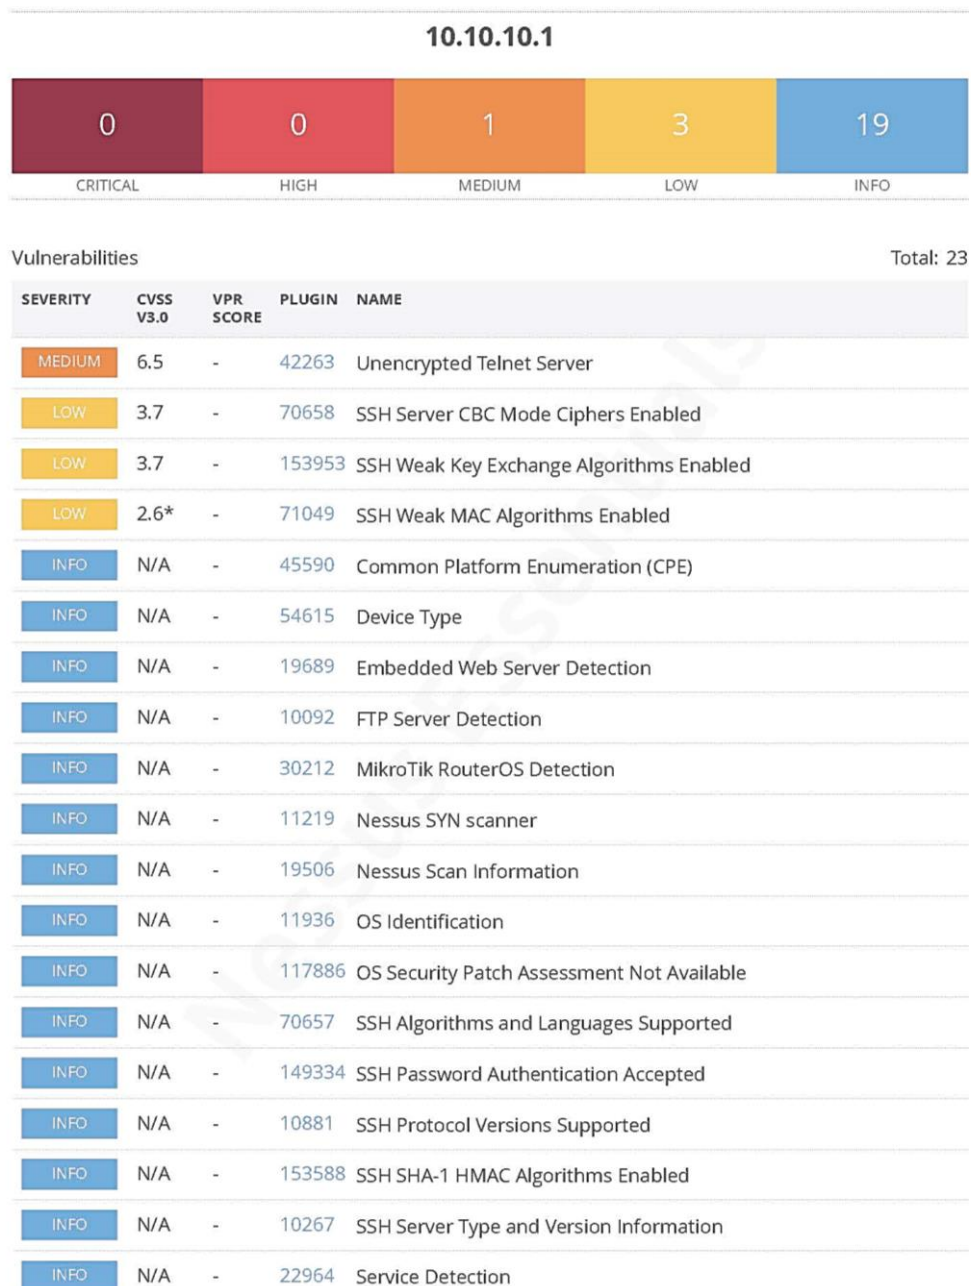 10.10.10.1
0 0 1 3 19
CRITICAL HIGH MEDIUM LOW INFO
Vulnerabilities Total: 23
SEVERITY CVSS V3.0 VPR SCORE PLUGIN NAME
MEDIUM 6.5 - 42263 Unencrypted Telnet Server
LOW 3.7 - 70658 SSH Server CBC Mode Ciphers Enabled
LOW 3.7 - 153953 SSH Weak Key Exchange Algorithms Enabled
LOW 2.6* - 71049 SSH Weak MAC Algorithms Enabled
INFO N/A - 45590 Common Platform Enumeration (CPE)
INFO N/A - 54615 Device Type
INFO N/A - 19689 Embedded Web Server Detection
INFO N/A - 10092 FTP Server Detection
INFO N/A - 30212 MikroTik RouterOS Detection
INFO N/A - 11219 Nessus SYN scanner
INFO N/A - 19506 Nessus Scan Information
INFO N/A - 11936 OS Identification
INFO N/A - 117886 OS Security Patch Assessment Not Available
INFO N/A - 70657 SSH Algorithms and Languages Supported
INFO N/A - 149334 SSH Password Authentication Accepted
INFO N/A - 10881 SSH Protocol Versions Supported
INFO N/A - 153588 SSH SHA-1 HMAC Algorithms Enabled
INFO N/A - 10267 SSH Server Type and Version Information
INFO N/A - 22964 Service Detection
Nessus Essentials